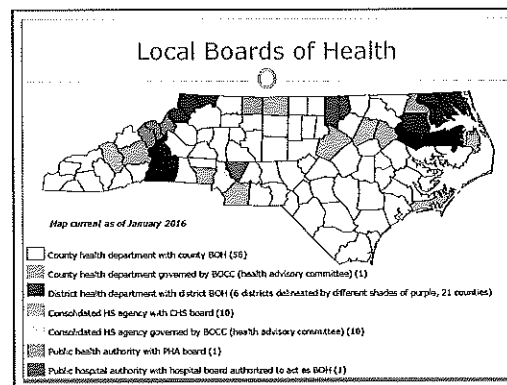 Local Boards of Health
Map current as of January 2016
County health department with county BOH (58)
County health department governed by BOCC (health advisory committee) (1)
District health department with district BOH (6 districts delineated by different shades of purple, 21 counties)
Consolidated HS agency with CHS board (10)
Consolidated HS agency governed by BOCC (health advisory committee) (10)
Public health authority with PHA board (1)
Public hospital authority with hospital board authorized to act as BOH (1)